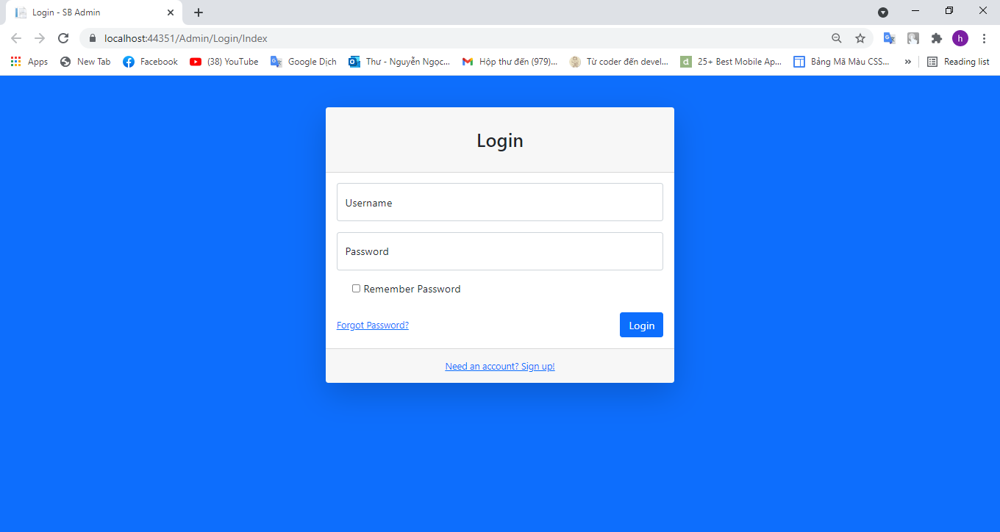 Login - SB Admin
localhost:44351/Admin/Login/Index
h
Apps New Tab Facebook (38) YouTube Google Dịch Thư - Nguyễn Ngọc... Hộp thư đến (979)... Từ coder đến devel... d 25+ Best Mobile Ap... Bảng Mã Màu CSS... » Reading list
Login
Username
Password
Remember Password
Forgot Password? Login
Need an account? Sign up!